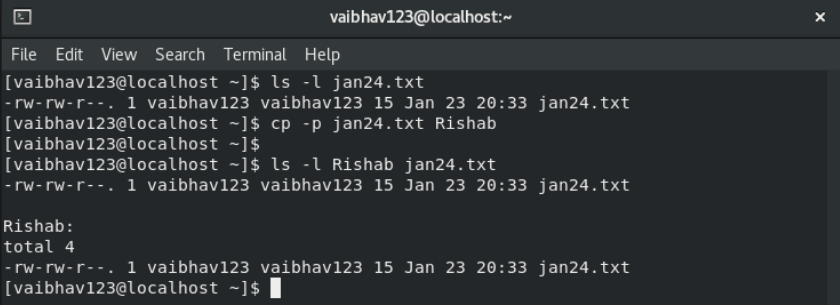 vaibhav123@localhost:~
File Edit View Search Terminal Help
[vaibhav123@localhost ~]$ ls -l jan24.txt
-rw-rw-r--. 1 vaibhav123 vaibhav123 15 Jan 23 20:33 jan24.txt
[vaibhav123@localhost ~]$ cp -p jan24.txt Rishab
[vaibhav123@localhost ~]$
[vaibhav123@localhost ~]$ ls -l Rishab jan24.txt
-rw-rw-r--. 1 vaibhav123 vaibhav123 15 Jan 23 20:33 jan24.txt

Rishab:
total 4
-rw-rw-r--. 1 vaibhav123 vaibhav123 15 Jan 23 20:33 jan24.txt
[vaibhav123@localhost ~]$